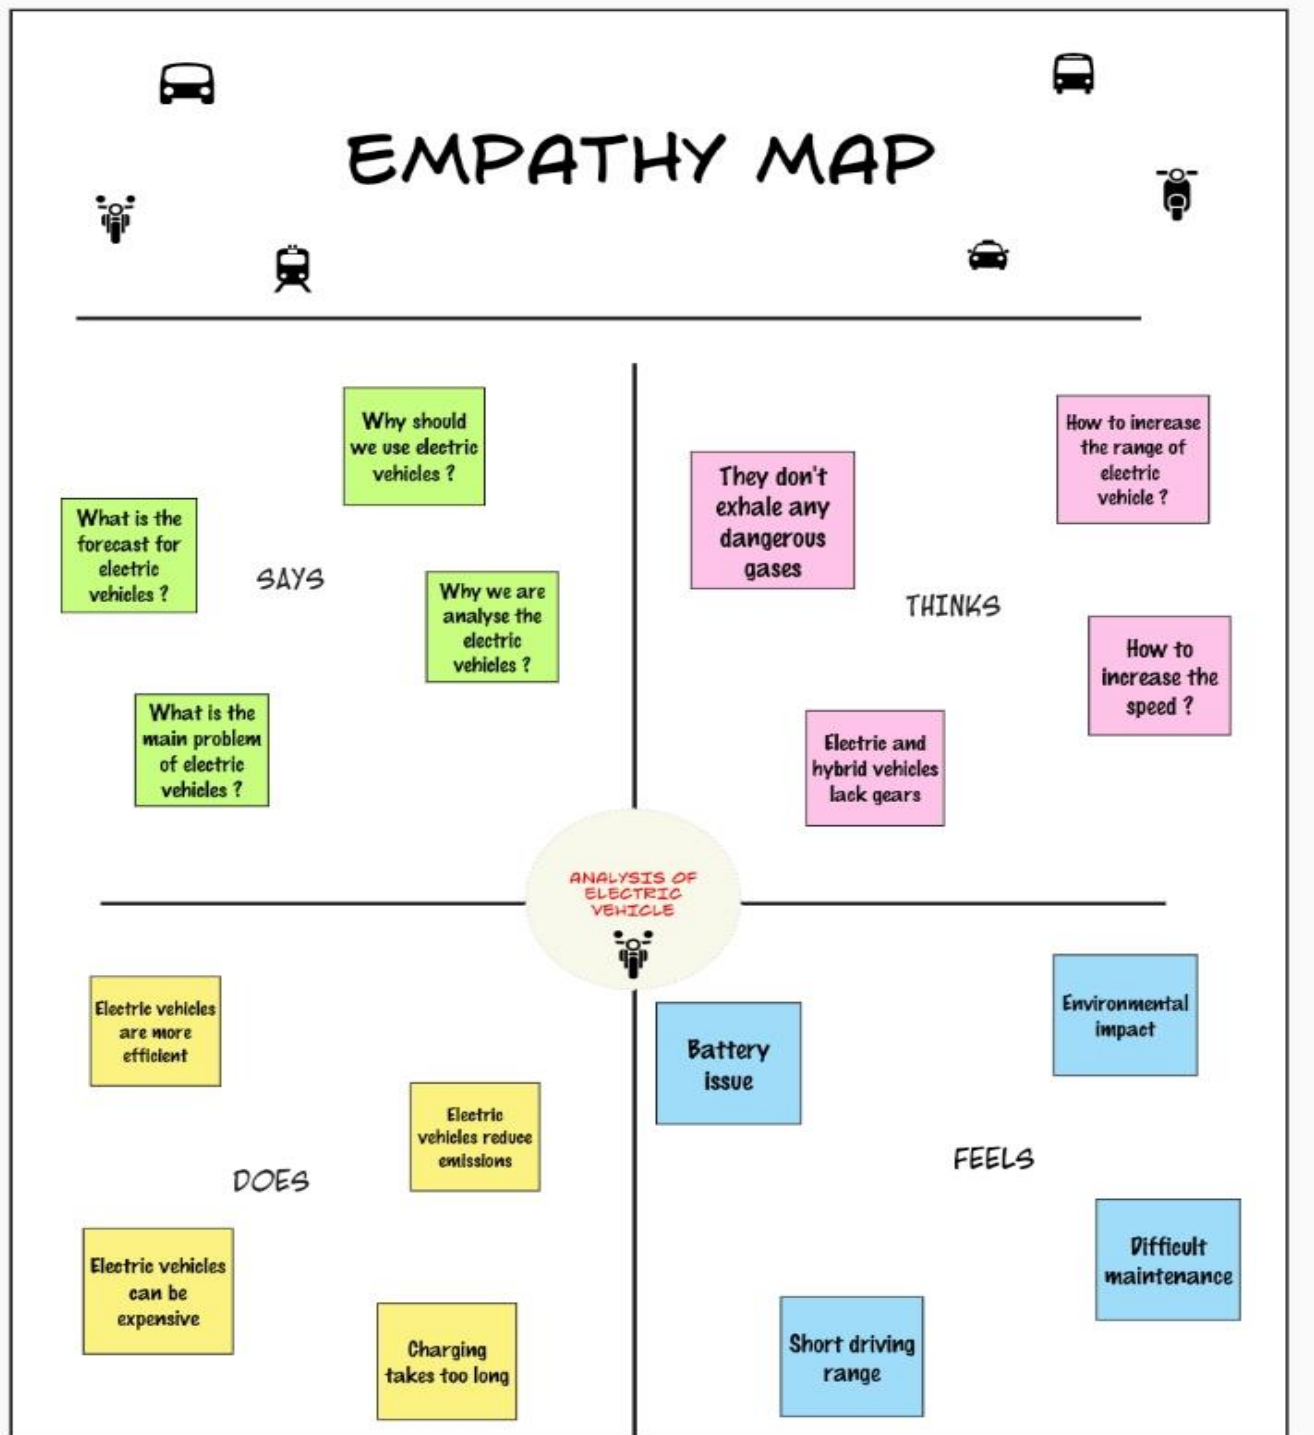 EMPATHY MAP
Why should
we use electric
vehicles ?
What is the
forecast for
electric
vehicles ?
SAYS
Why we are
analyse the
electric
vehicles ?
What is the
main problem
of electric
vehicles ?
How to increase
the range of
electric
vehicle ?
They don't
exhale any
dangerous
gases
THINKS
How to
increase the
speed ?
Electric and
hybrid vehicles
lack gears
ANALYSIS OF
ELECTRIC
VEHICLE
Electric vehicles
are more
efficient
Electric
vehicles reduce
emissions
DOES
Electric vehicles
can be
expensive
Charging
takes too long
Environmental
impact
Battery
issue
FEELS
Difficult
maintenance
Short driving
range